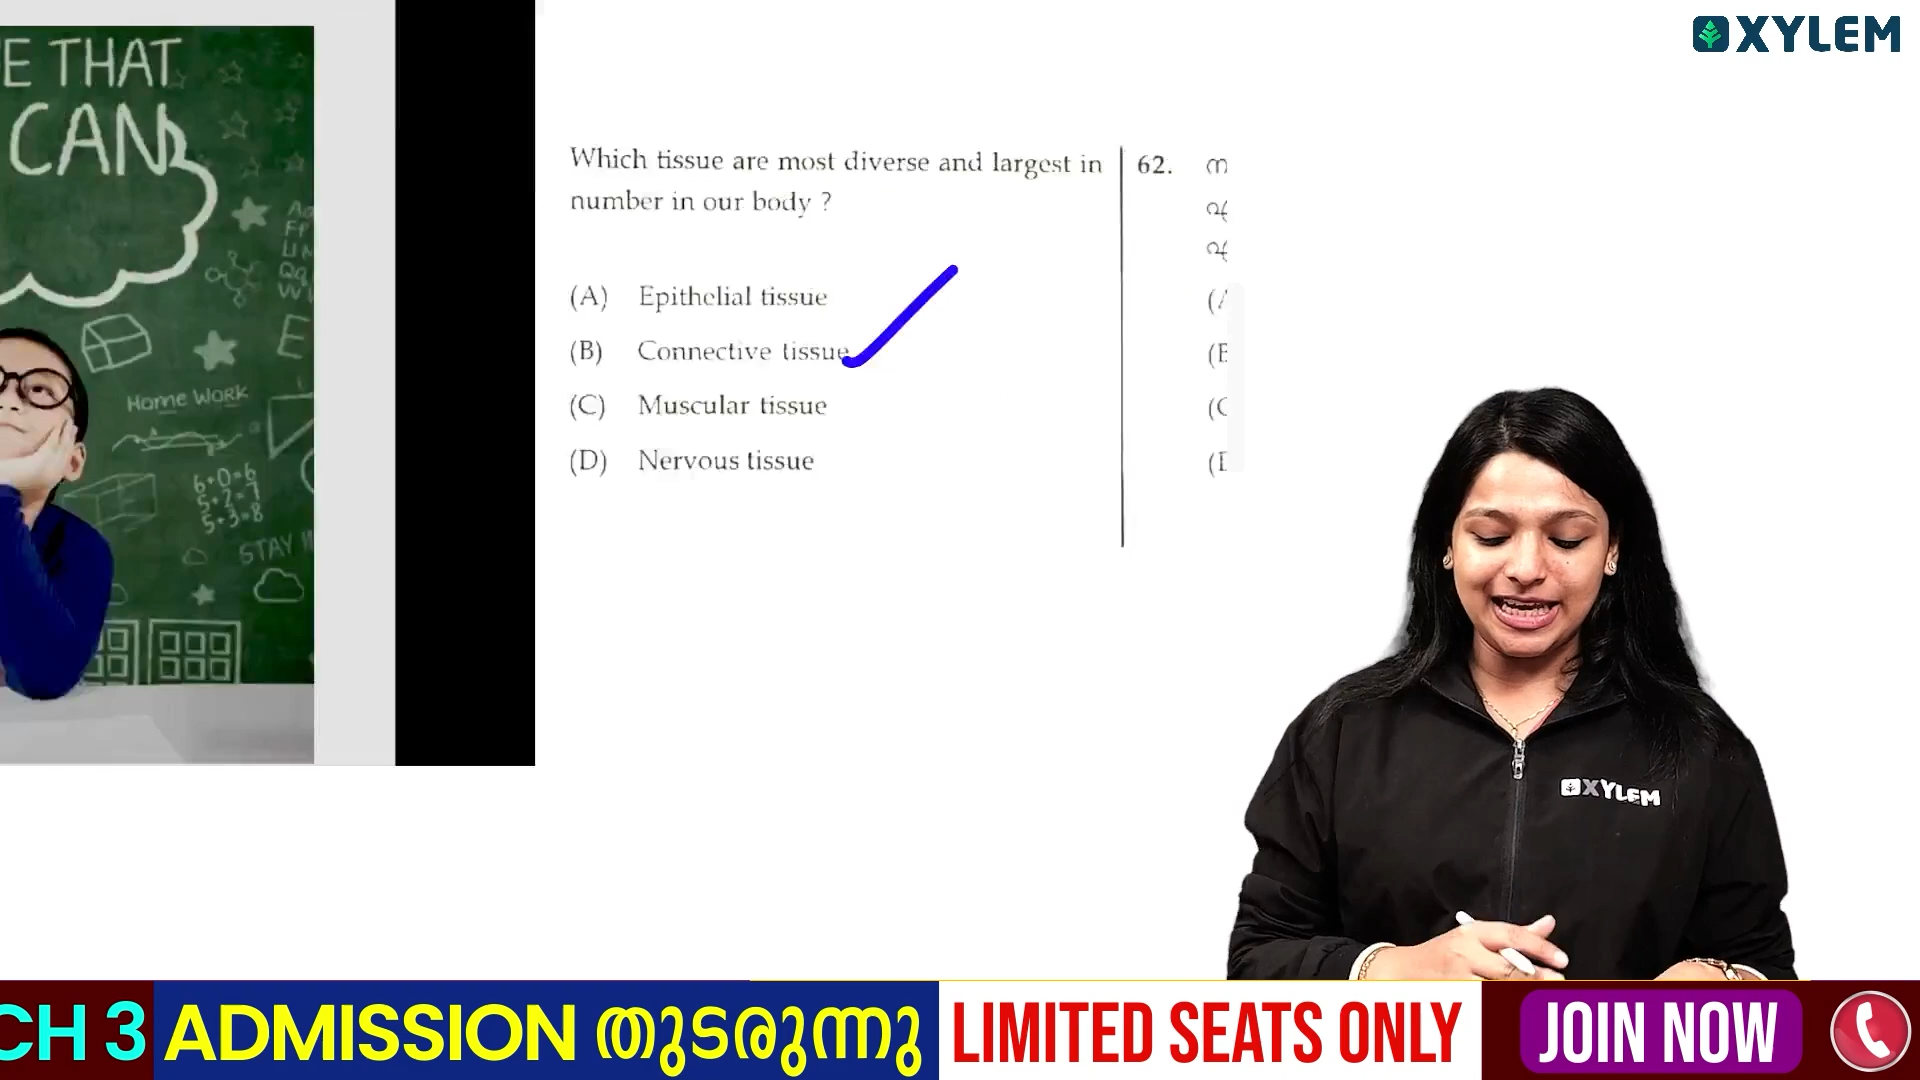 E THAT
CAN
Home Work
6+0=6
5+2=7
5+3=8
STAY
XYLEM
Which tissue are most diverse and largest in
number in our body ?
(A) Epithelial tissue
(B) Connective tissue
(C) Muscular tissue
(D) Nervous tissue
62.
XYLEM
CH 3 ADMISSION തുടരുന്നു LIMITED SEATS ONLY JOIN NOW